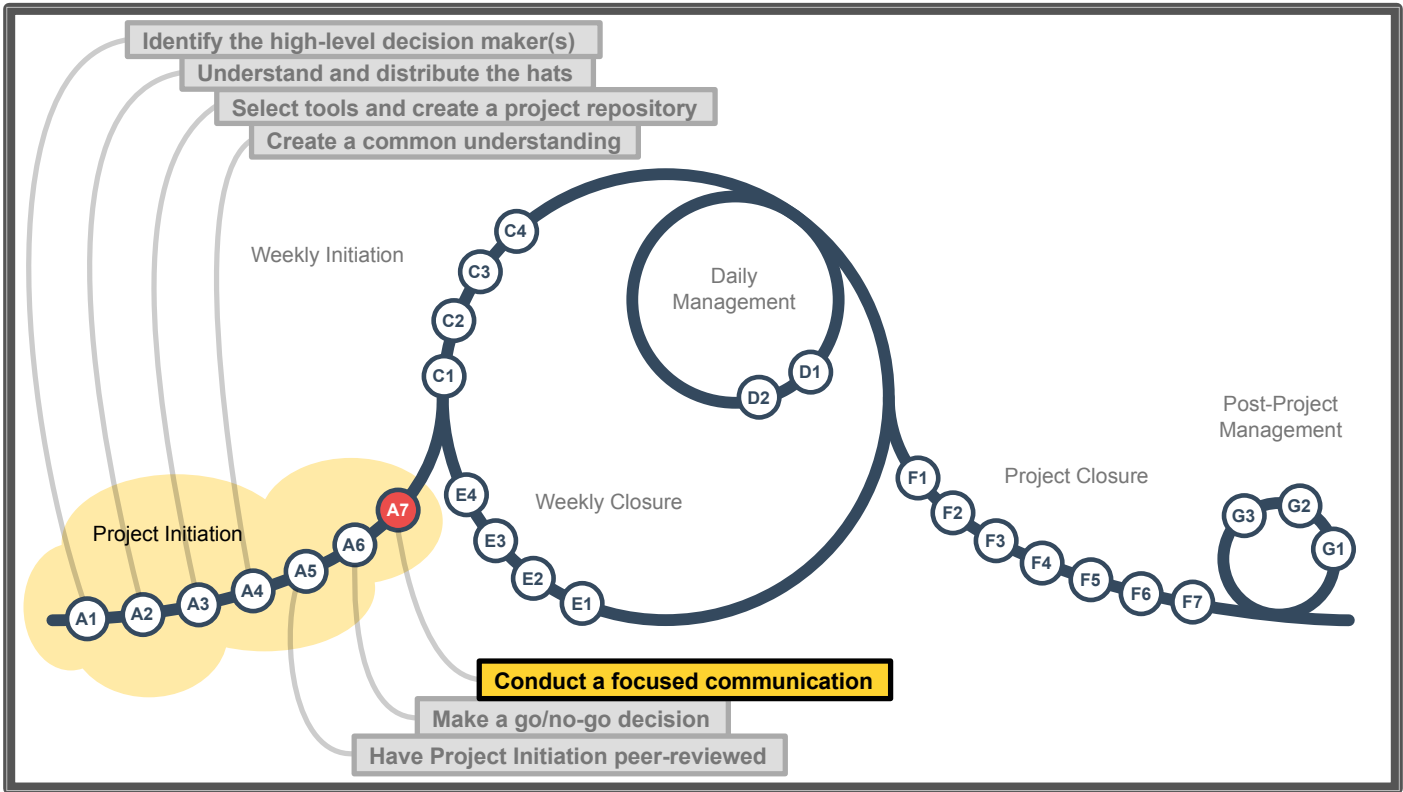 Identify the high-level decision maker(s)
Understand and distribute the hats
Select tools and create a project repository
Create a common understanding
Weekly Initiation
C4
C3
C2
C1
Daily
Management
D1
D2
Post-Project
Management
Project Closure
Weekly Closure
Project Initiation
A1
A2
A3
A4
A5
A6
A7
E4
E3
E2
E1
F1
F2
F3
F4
F5
F6
F7
G3
G2
G1
Conduct a focused communication
Make a go/no-go decision
Have Project Initiation peer-reviewed